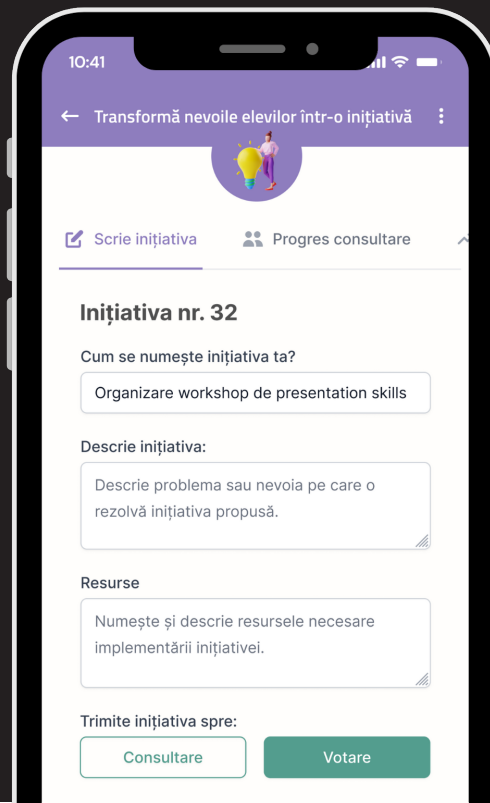 10:41
Transformă nevoile elevilor într-o inițiativă
Scrie inițiativa
Progres consultare
Inițiativa nr. 32
Cum se numește inițiativa ta?
Organizare workshop de presentation skills
Descrie inițiativa:
Descrie problema sau nevoia pe care o
rezolvă inițiativa propusă.
Resurse
Numește și descrie resursele necesare
implementării inițiativei.
Trimite inițiativa spre:
Consultare
Votare